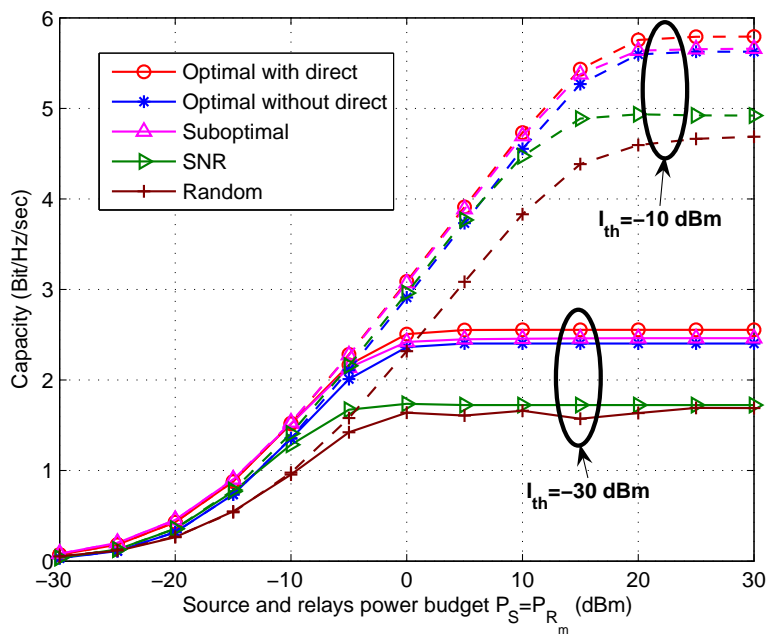 6
5
4
3
2
1
0
Capacity (Bit/Hz/sec)
Optimal with direct
Optimal without direct
Suboptimal
SNR
Random
I_th=−10 dBm
I_th=−30 dBm
−30 −20 −10 0 10 20 30
Source and relays power budget P_S=P_{R_m} (dBm)